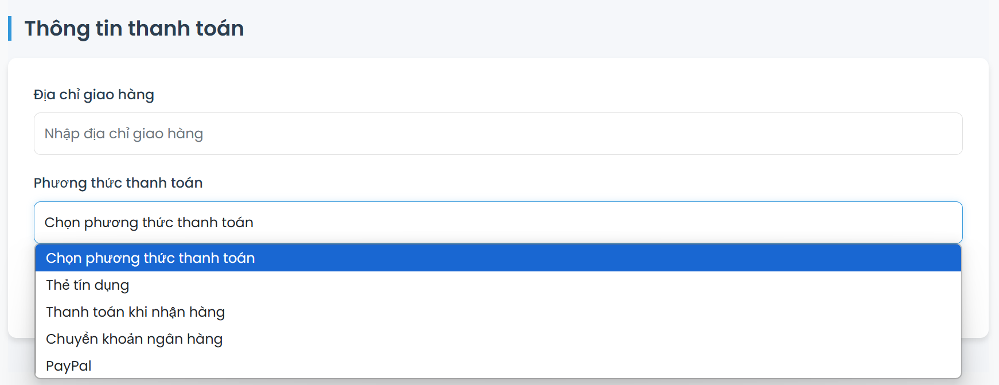 Thông tin thanh toán
Địa chỉ giao hàng
Nhập địa chỉ giao hàng
Phương thức thanh toán
Chọn phương thức thanh toán
Chọn phương thức thanh toán
Thẻ tín dụng
Thanh toán khi nhận hàng
Chuyển khoản ngân hàng
PayPal